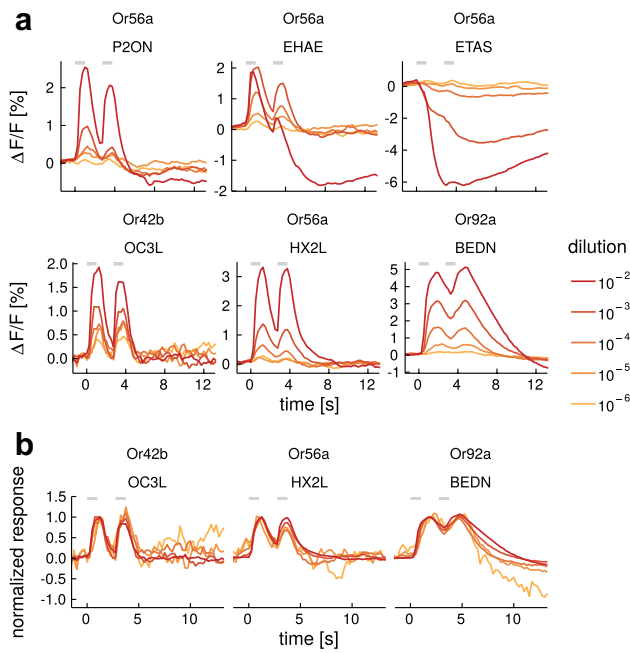 a
Or56a
P2ON
Or56a
EHAE
Or56a
ETAS
ΔF/F [%]
2
1
0
2
1
0
-1
-2
0
-2
-4
-6
Or42b
OC3L
Or56a
HX2L
Or92a
BEDN
ΔF/F [%]
2.0
1.5
1.0
0.5
0.0
0 4 8 12
3
2
1
0
0 4 8 12
5
4
3
2
1
0
-1
0 4 8 12
time [s]
dilution
10⁻²
10⁻³
10⁻⁴
10⁻⁵
10⁻⁶
b
Or42b
OC3L
Or56a
HX2L
Or92a
BEDN
normalized response
1.5
1.0
0.5
0.0
-0.5
-1.0
0 5 10
0 5 10
0 5 10
time [s]